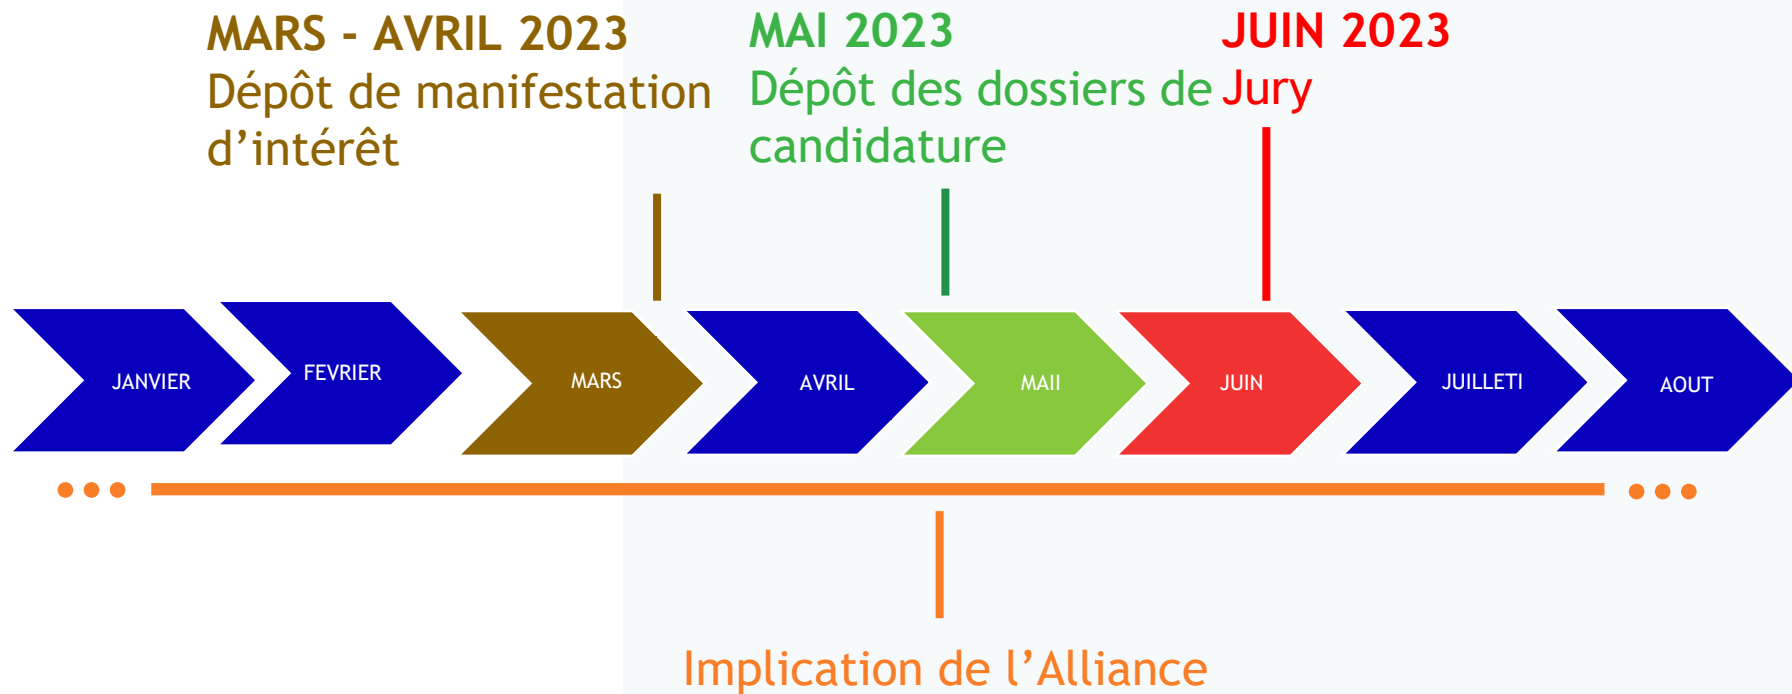 MARS - AVRIL 2023
Dépôt de manifestation
d’intérêt
MAI 2023
Dépôt des dossiers de
candidature
JUIN 2023
Jury
JANVIER
FEVRIER
MARS
AVRIL
MAII
JUIN
JUILLETI
AOUT
Implication de l’Alliance